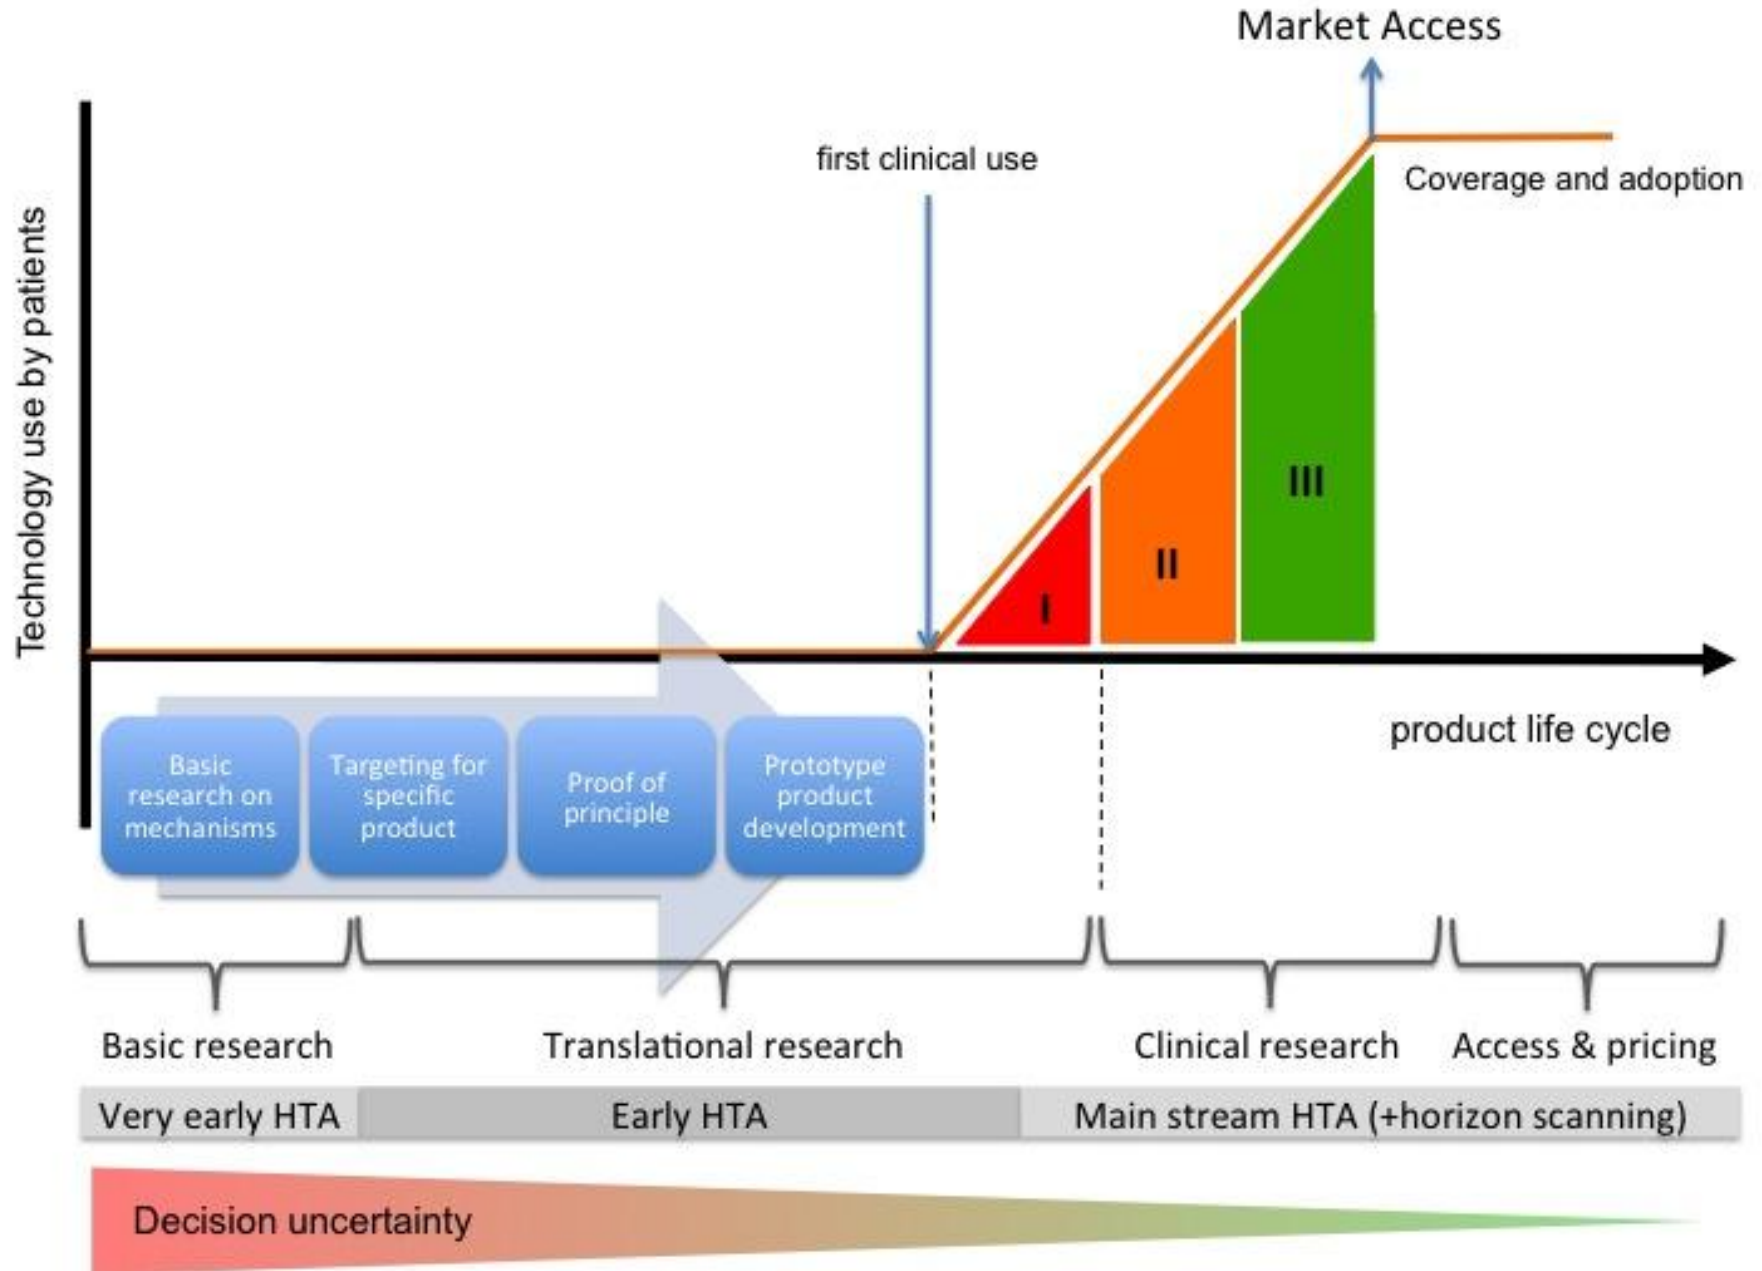 Market Access
first clinical use
Coverage and adoption
Technology use by patients
I
II
III
product life cycle
Basic
research on
mechanisms
Targeting for
specific
product
Proof of
principle
Prototype
product
development
Basic research
Translational research
Clinical research
Access & pricing
Very early HTA
Early HTA
Main stream HTA (+horizon scanning)
Decision uncertainty